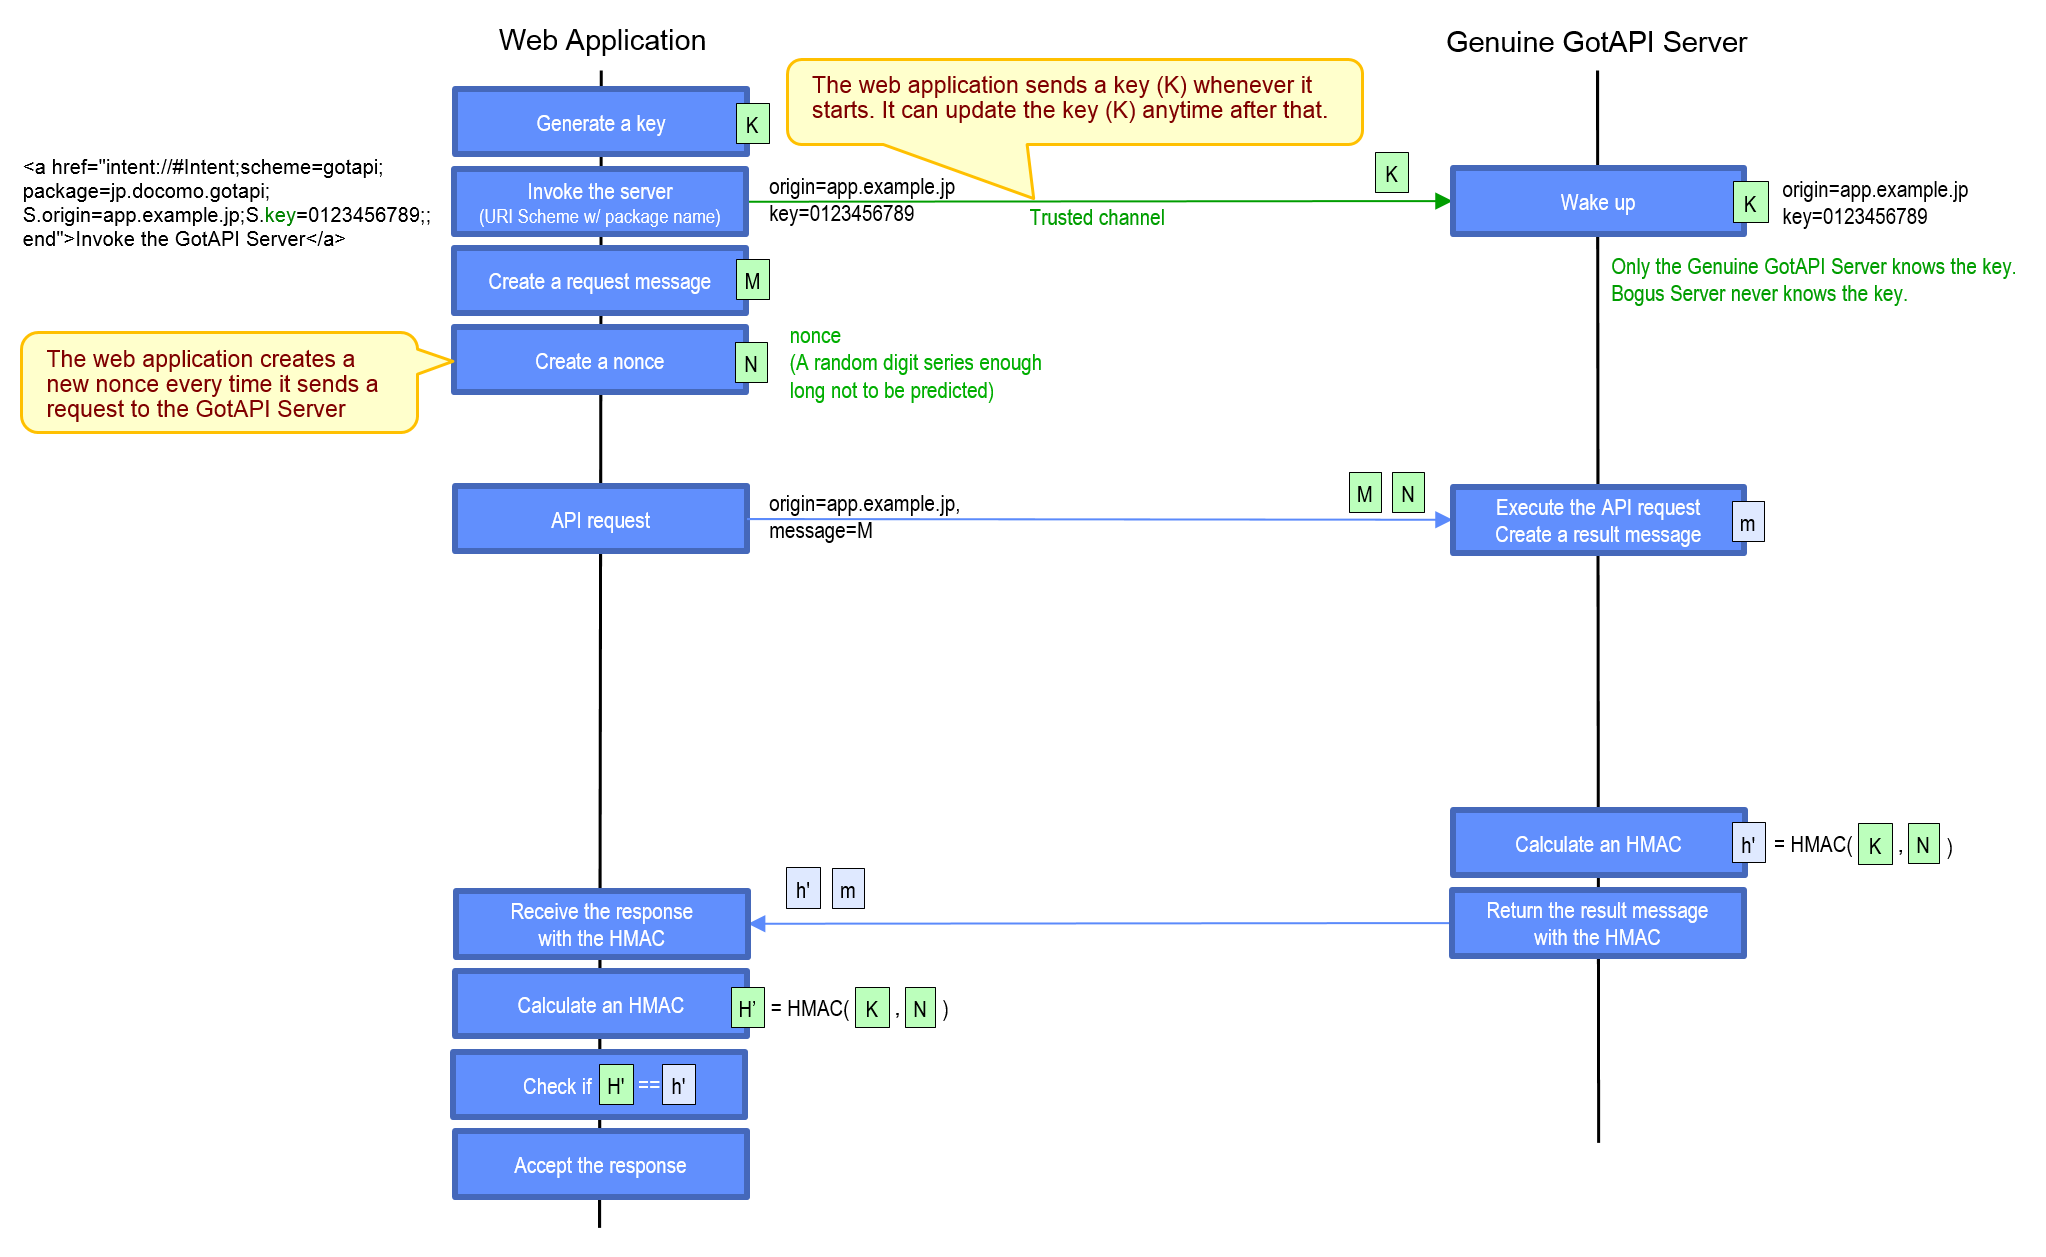 Web Application
Genuine GotAPI Server
The web application sends a key (K) whenever it
starts. It can update the key (K) anytime after that.
Generate a key
K
<a href="intent://#Intent;scheme=gotapi;
package=jp.docomo.gotapi;
S.origin=app.example.jp;S.key=0123456789;;
end">Invoke the GotAPI Server</a>
Invoke the server
(URI Scheme w/ package name)
origin=app.example.jp
key=0123456789
Trusted channel
K
Wake up
K
origin=app.example.jp
key=0123456789
Only the Genuine GotAPI Server knows the key.
Bogus Server never knows the key.
Create a request message
M
The web application creates a
new nonce every time it sends a
request to the GotAPI Server
Create a nonce
N
nonce
(A random digit series enough
long not to be predicted)
API request
origin=app.example.jp,
message=M
M N
Execute the API request
Create a result message
m
Calculate an HMAC
h' = HMAC( K , N )
Receive the response
with the HMAC
h' m
Return the result message
with the HMAC
Calculate an HMAC
H’ = HMAC( K , N )
Check if H' == h'
Accept the response